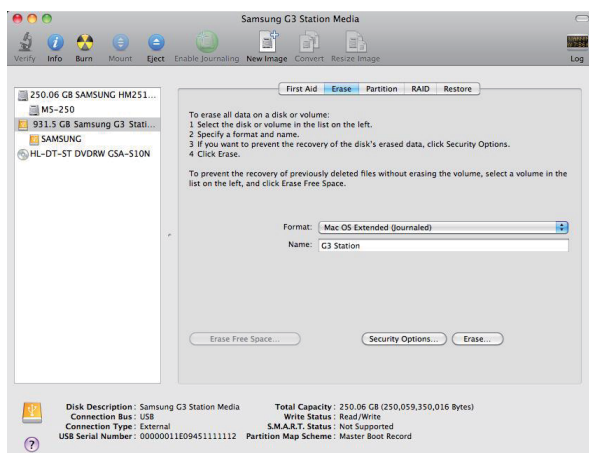 Samsung G3 Station Media
Verify Info Burn Mount Eject Enable Journaling New Image Convert Resize Image Log
250.06 GB SAMSUNG HM251...
MS-250
931.5 GB Samsung G3 Stati...
SAMSUNG
HL-DT-ST DVDRW GSA-S10N
First Aid Erase Partition RAID Restore
To erase all data on a disk or volume:
1 Select the disk or volume in the list on the left.
2 Specify a format and name.
3 If you want to prevent the recovery of the disk's erased data, click Security Options.
4 Click Erase.
To prevent the recovery of previously deleted files without erasing the volume, select a volume in the
list on the left, and click Erase Free Space.
Format: Mac OS Extended (Journaled)
Name: G3 Station
Erase Free Space... Security Options... Erase...
Disk Description : Samsung G3 Station Media Total Capacity : 250.06 GB (250,059,350,016 Bytes)
Connection Bus : USB Write Status : Read/Write
Connection Type : External S.M.A.R.T. Status : Not Supported
USB Serial Number : 00000011E09451111112 Partition Map Scheme : Master Boot Record
?